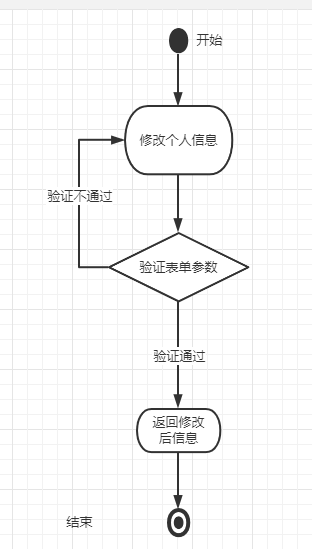 开始
修改个人信息
验证不通过
验证表单参数
验证通过
返回修改
后信息
结束